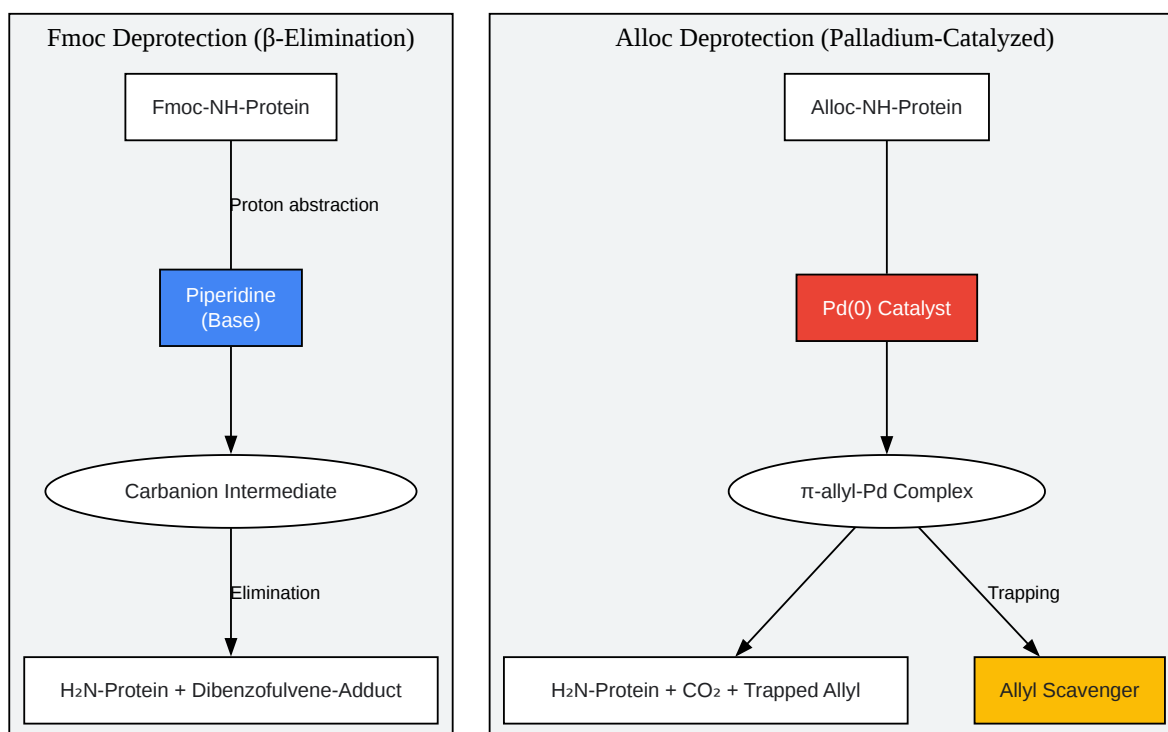 Fmoc Deprotection (β-Elimination)
Fmoc-NH-Protein
Proton abstraction
Piperidine
(Base)
Carbanion Intermediate
Elimination
H₂N-Protein + Dibenzofulvene-Adduct
Alloc Deprotection (Palladium-Catalyzed)
Alloc-NH-Protein
Pd(0) Catalyst
π-allyl-Pd Complex
Trapping
H₂N-Protein + CO₂ + Trapped Allyl
Allyl Scavenger